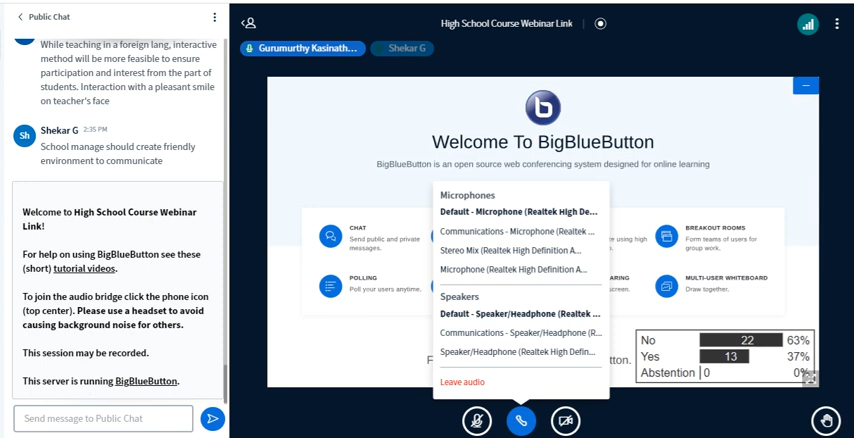 Public Chat
While teaching in a foreign lang, interactive
method will be more feasible to ensure
participation and interest from the part of
students. Interaction with a pleasant smile
on teacher's face
Sh
Shekar G 2:35 PM
School manage should create friendly
environment to communicate
Welcome to High School Course Webinar
Link!
For help on using BigBlueButton see these
(short) tutorial videos.
To join the audio bridge click the phone icon
(top center). Please use a headset to avoid
causing background noise for others.
This session may be recorded.
This server is running BigBlueButton.
Send message to Public Chat
High School Course Webinar Link
Gurumurthy Kasinath...
Shekar G
b
Welcome To BigBlueButton
BigBlueButton is an open source web conferencing system designed for online learning
CHAT
Send public and private
messages.
POLLING
Poll your users anytime.
Microphones
Default - Microphone (Realtek High De...
Communications - Microphone (Realtek ...
Stereo Mix (Realtek High Definition A...
Microphone (Realtek High Definition A...
Speakers
Default - Speaker/Headphone (Realtek ...
Communications - Speaker/Headphone (R...
Speaker/Headphone (Realtek High Defin...
Leave audio
using high
ARING
screen.
BREAKOUT ROOMS
Form teams of users for
group work.
MULTI-USER WHITEBOARD
Draw together.
F
tton.
No 22 63%
Yes 13 37%
Abstention 0 0%